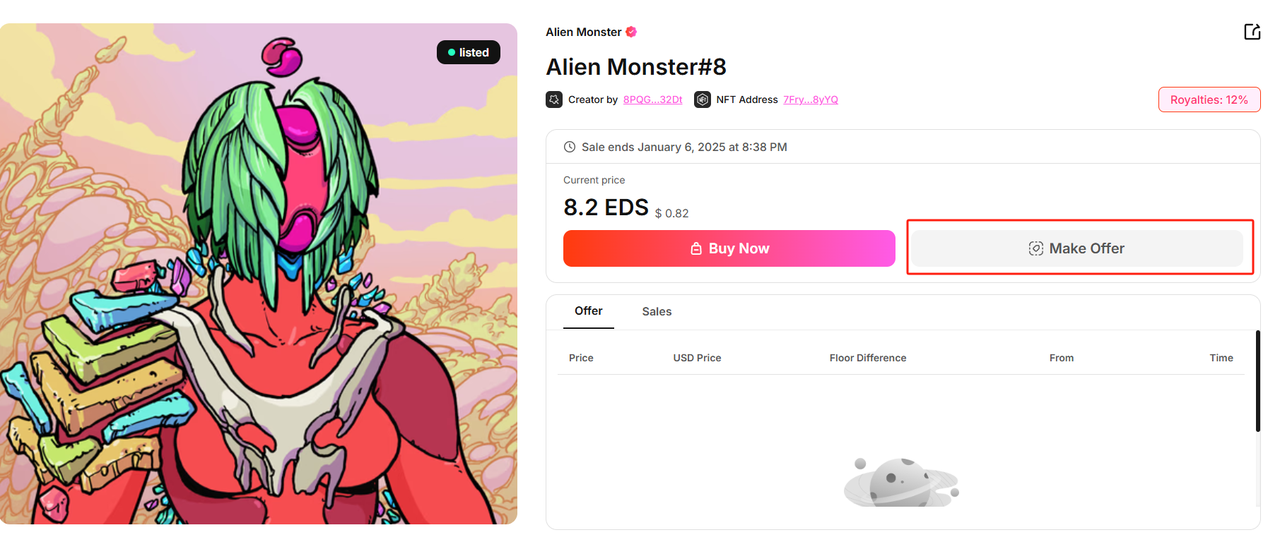 listed
Alien Monster
Alien Monster#8
Creator by 8PQG...32Dt NFT Address 7Fry...8yYQ
Royalties: 12%
Sale ends January 6, 2025 at 8:38 PM
Current price
8.2 EDS $ 0.82
Buy Now
Make Offer
Offer Sales
Price USD Price Floor Difference From Time